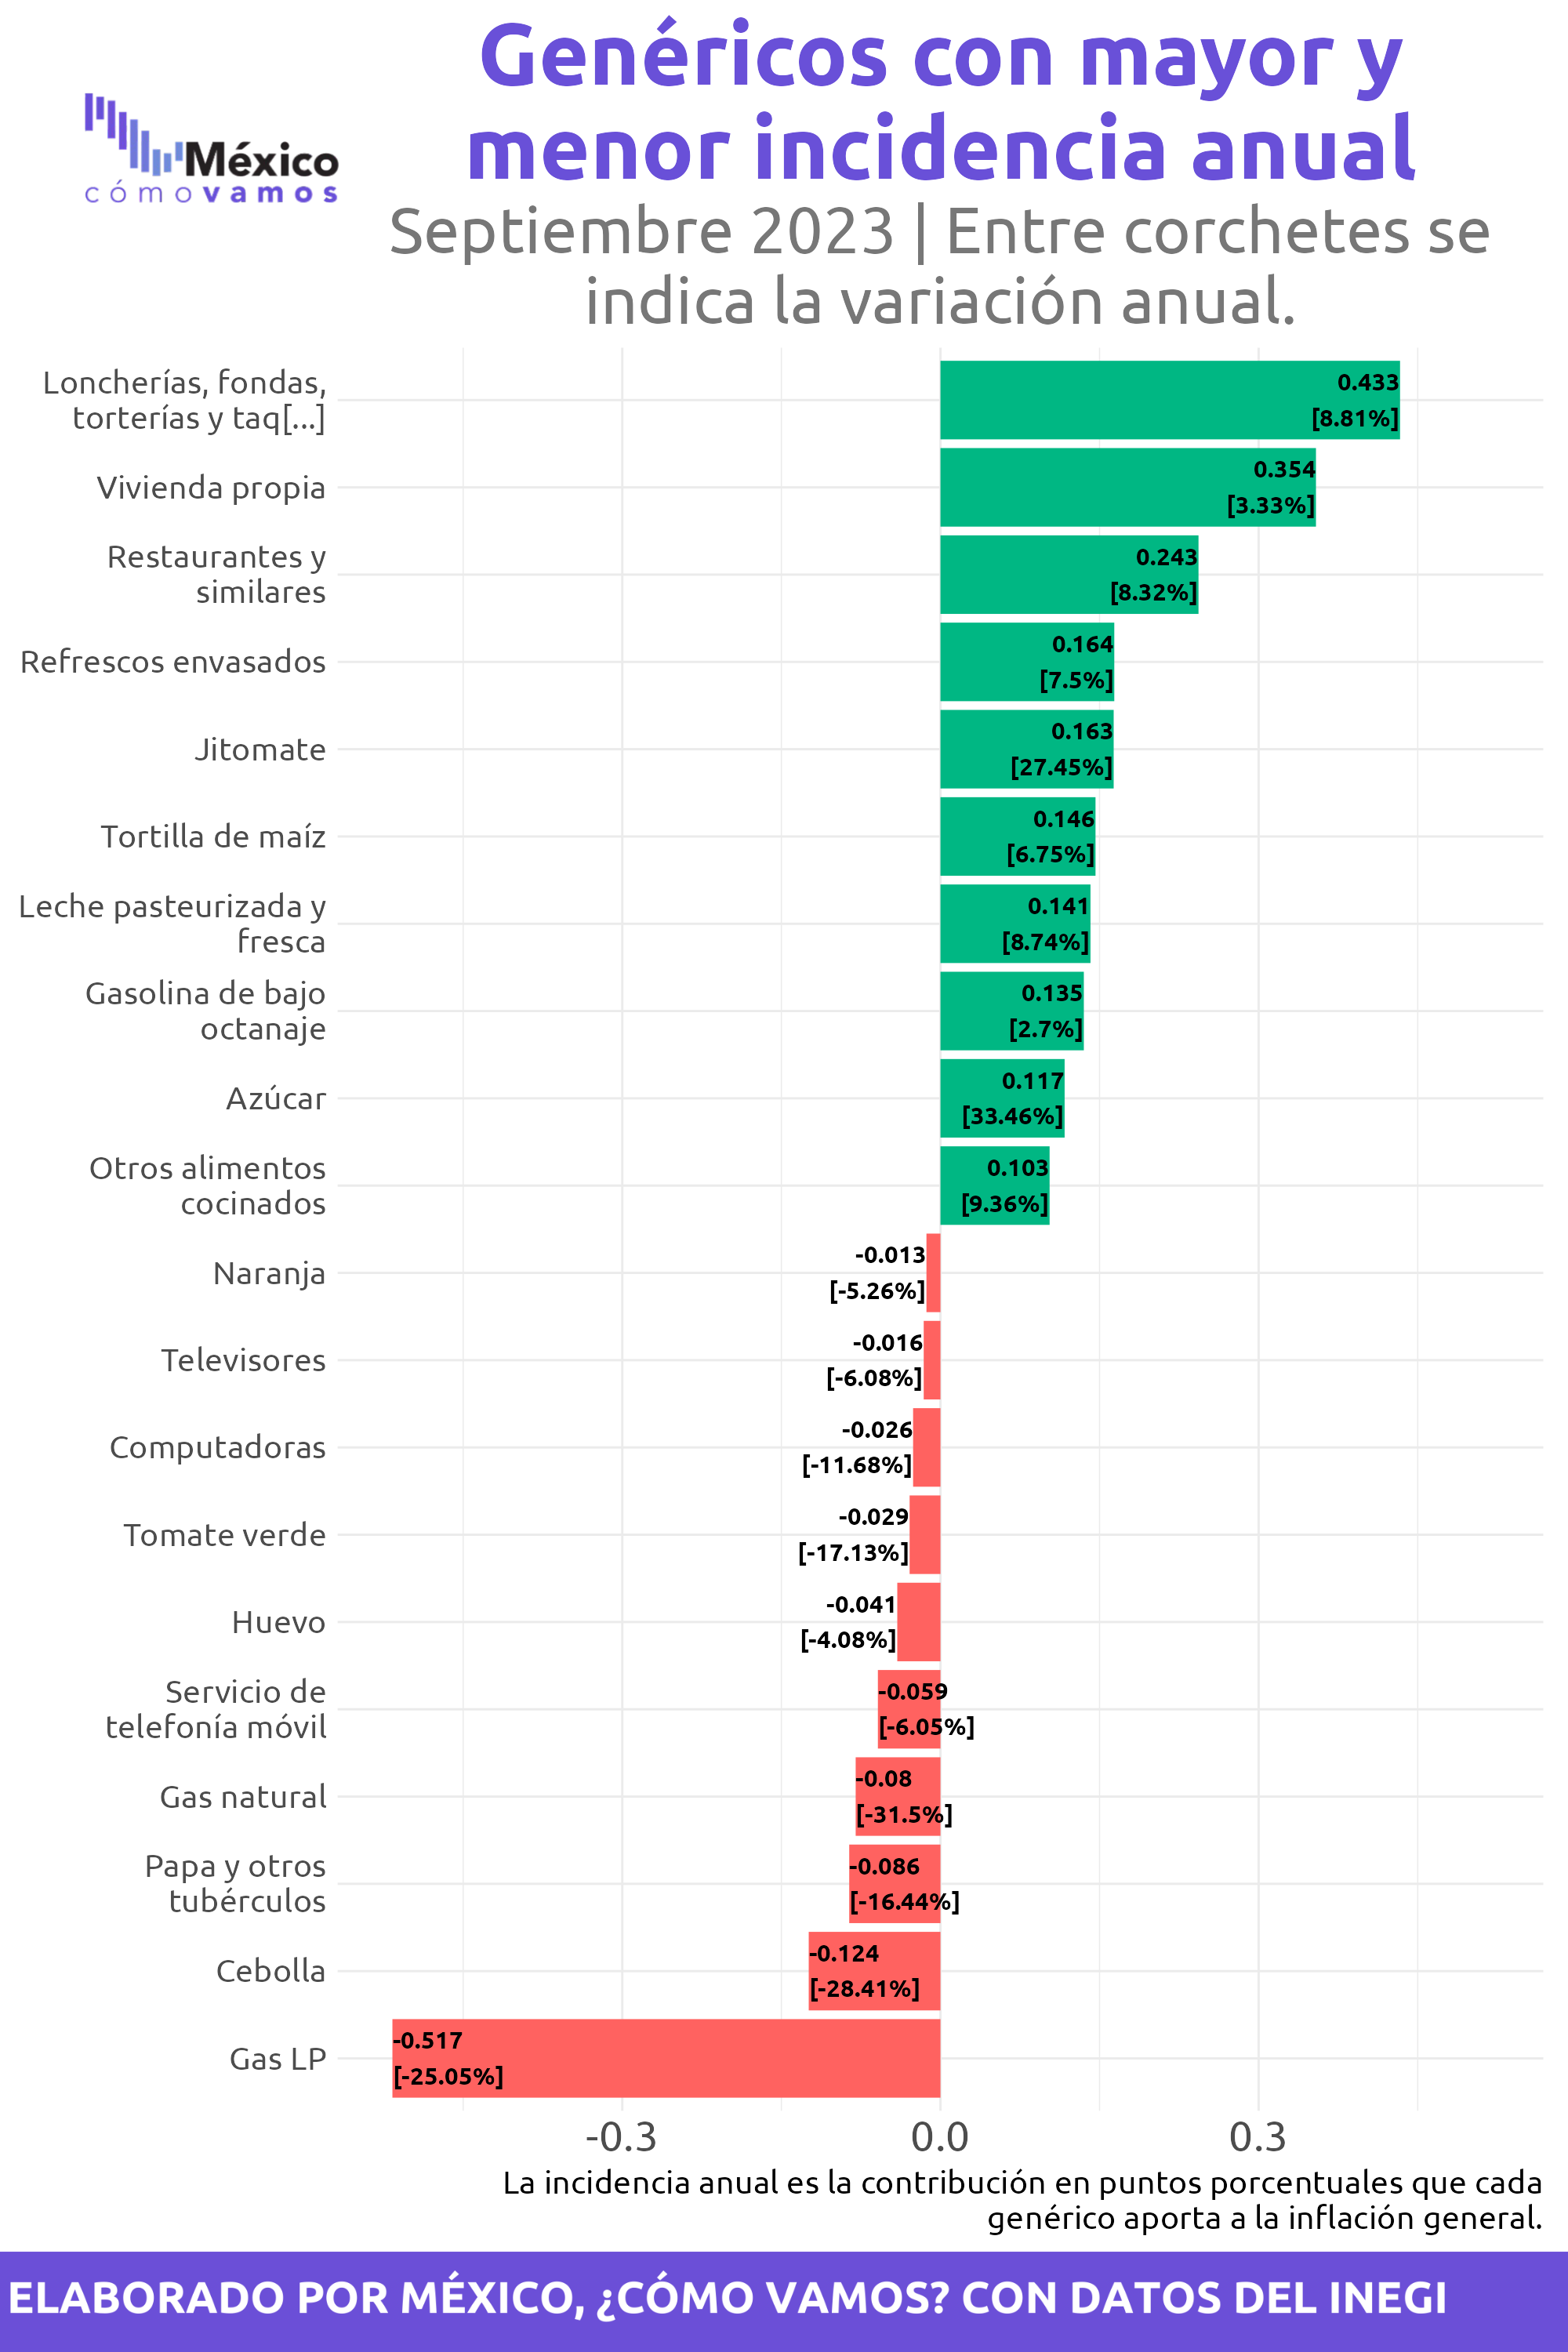 México
cómovamos
Genéricos con mayor y
menor incidencia anual
Septiembre 2023 | Entre corchetes se
indica la variación anual.
Loncherías, fondas,
torterías y taq[...]
0.433
[8.81%]
Vivienda propia
0.354
[3.33%]
Restaurantes y
similares
0.243
[8.32%]
Refrescos envasados
0.164
[7.5%]
Jitomate
0.163
[27.45%]
Tortilla de maíz
0.146
[6.75%]
Leche pasteurizada y
fresca
0.141
[8.74%]
Gasolina de bajo
octanaje
0.135
[2.7%]
Azúcar
0.117
[33.46%]
Otros alimentos
cocinados
0.103
[9.36%]
Naranja
-0.013
[-5.26%]
Televisores
-0.016
[-6.08%]
Computadoras
-0.026
[-11.68%]
Tomate verde
-0.029
[-17.13%]
Huevo
-0.041
[-4.08%]
Servicio de
telefonía móvil
-0.059
[-6.05%]
Gas natural
-0.08
[-31.5%]
Papa y otros
tubérculos
-0.086
[-16.44%]
Cebolla
-0.124
[-28.41%]
Gas LP
-0.517
[-25.05%]
-0.3 0.0 0.3
La incidencia anual es la contribución en puntos porcentuales que cada
genérico aporta a la inflación general.
ELABORADO POR MÉXICO, ¿CÓMO VAMOS? CON DATOS DEL INEGI